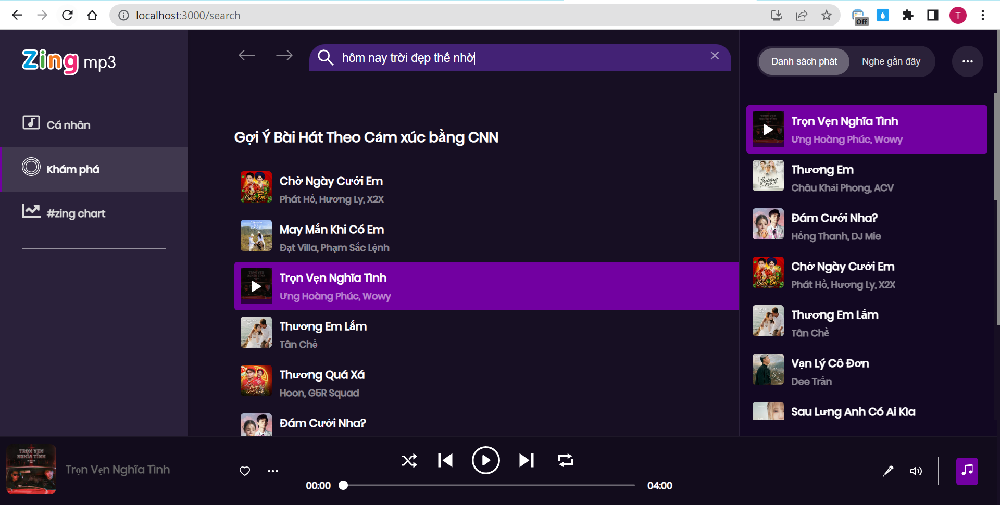 localhost:3000/search
Off
T
Zing mp3
Cá nhân
Khám phá
#zing chart
hôm nay trời đẹp thế nhờ
Gợi Ý Bài Hát Theo Cảm xúc bằng CNN
Chờ Ngày Cưới Em
Phát Hồ, Hương Ly, X2X
May Mắn Khi Có Em
Đạt Villa, Phạm Sắc Lệnh
Trọn Vẹn Nghĩa Tình
Ưng Hoàng Phúc, Wowy
Thương Em Lắm
Tân Chề
Thương Quá Xá
Hoon, G5R Squad
Đám Cưới Nha?
Danh sách phát
Nghe gần đây
Trọn Vẹn Nghĩa Tình
Ưng Hoàng Phúc, Wowy
Thương Em
Châu Khải Phong, ACV
Đám Cưới Nha?
Hồng Thanh, DJ Mie
Chờ Ngày Cưới Em
Phát Hồ, Hương Ly, X2X
Thương Em Lắm
Tân Chề
Vạn Lý Cô Đơn
Dee Trần
Sau Lưng Anh Có Ai Kìa
TRỌN VẸN
NGHĨA TÌNH
Trọn Vẹn Nghĩa Tình
00:00
04:00